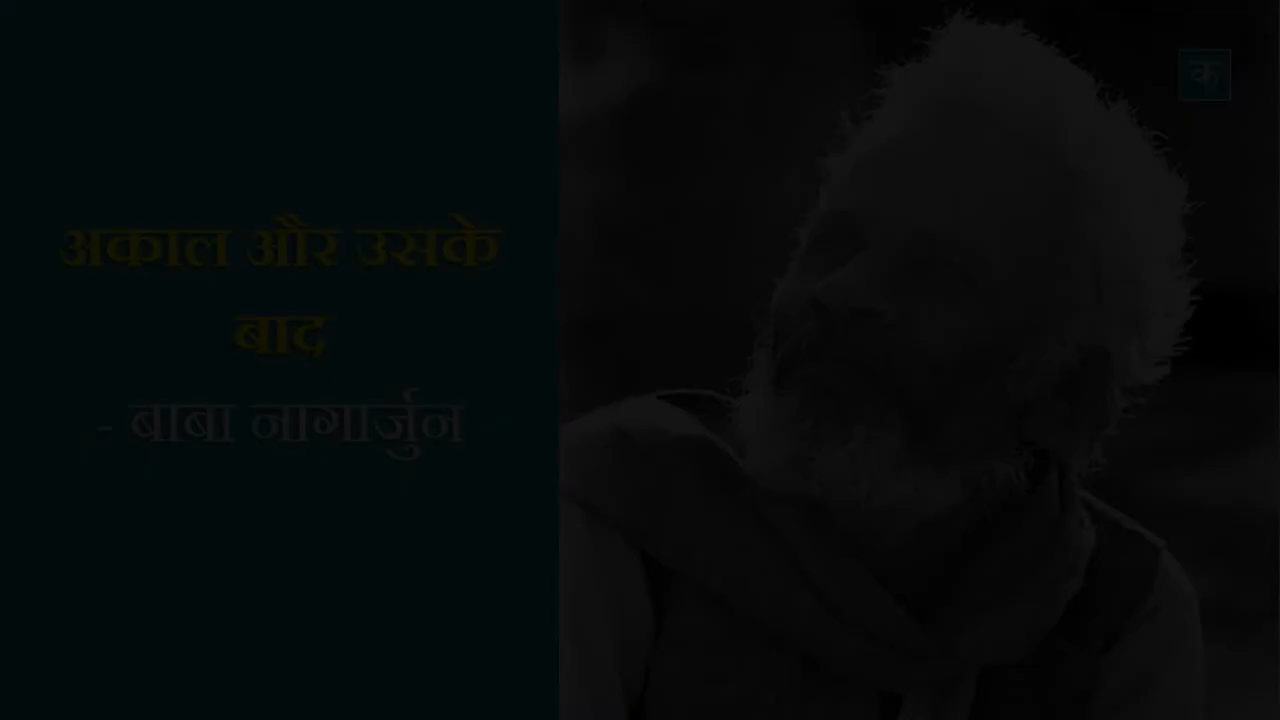 क
अकाल और उसके
बाद
- बाबा नागार्जुन